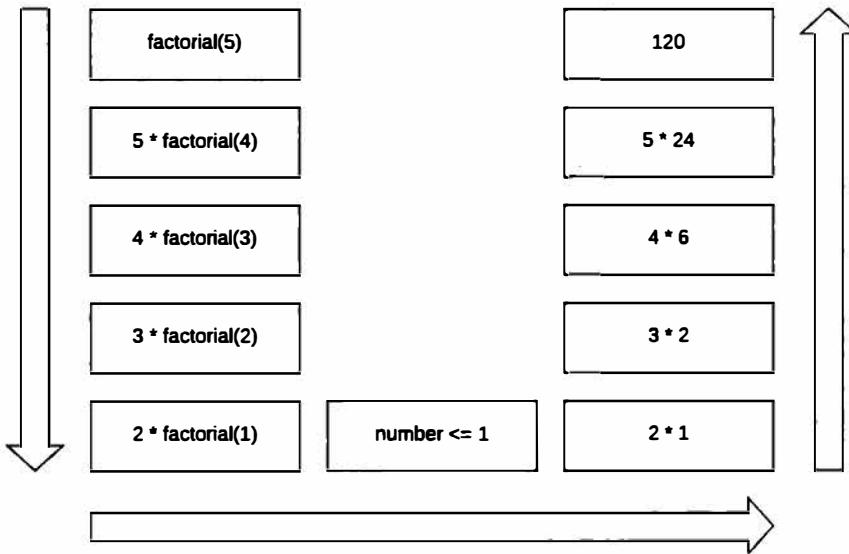 factorial(5)
120
5 * factorial(4)
5 * 24
4 * factorial(3)
4 * 6
3 * factorial(2)
3 * 2
2 * factorial(1)
number <= 1
2 * 1